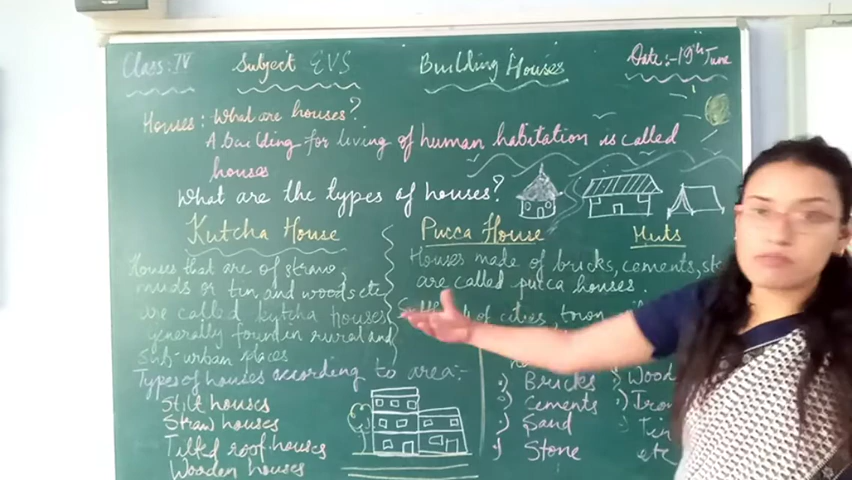 Class: IV Subject EVS Building Houses Date:-19th June
Houses: What are houses?
A building for living of human habitation is called
houses
What are the types of houses?
Kutcha House
Houses that are of straw,
muds or tin, and woods etc
are called kutcha houses
generally found in rural and
Sub-urban places
Pucca House
Houses made of bricks, cements,
are called pucca houses.
of cities, town
Huts
Types of houses according to area:-
Stilt houses
Straw houses
Tilted roof houses
Wooden houses
Bricks
Cements
Sand
Stone
Wood
Iron
Tin
etc